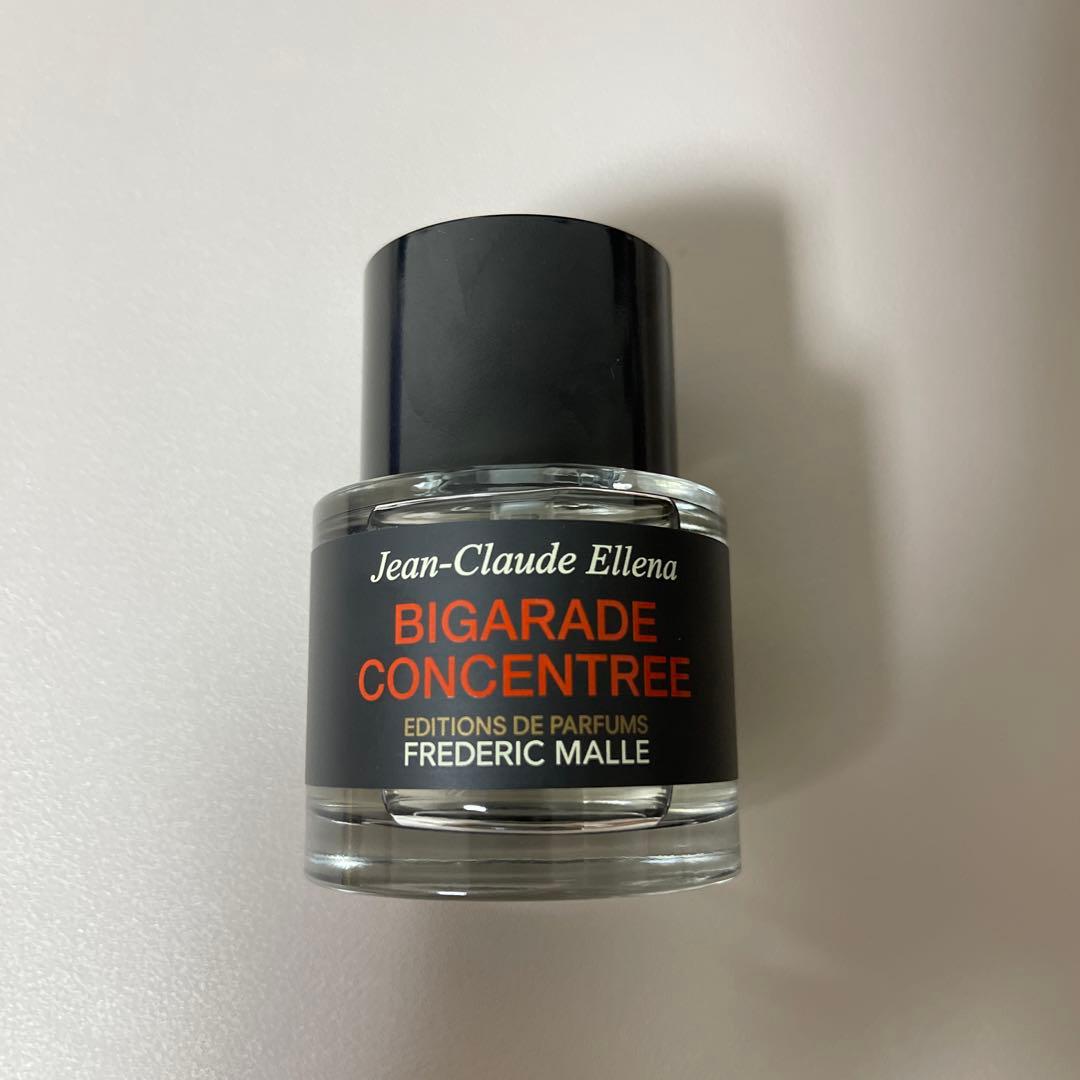 Jean-Claude Ellena
BIGARADE
CONCENTREE
EDITIONS DE PARFUMS
FREDERIC MALLE